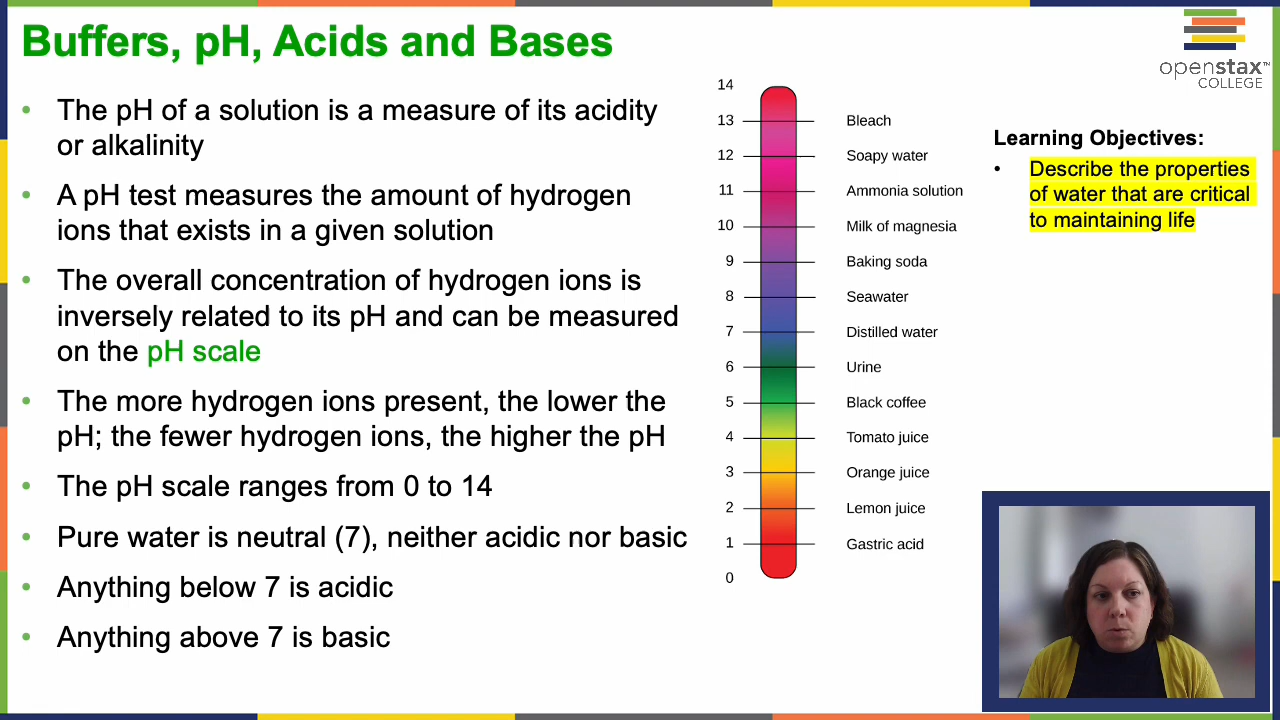 Buffers, pH, Acids and Bases
openstax™
COLLEGE
• The pH of a solution is a measure of its acidity
or alkalinity
• A pH test measures the amount of hydrogen
ions that exists in a given solution
• The overall concentration of hydrogen ions is
inversely related to its pH and can be measured
on the pH scale
• The more hydrogen ions present, the lower the
pH; the fewer hydrogen ions, the higher the pH
• The pH scale ranges from 0 to 14
• Pure water is neutral (7), neither acidic nor basic
• Anything below 7 is acidic
• Anything above 7 is basic
14
13 Bleach
12 Soapy water
11 Ammonia solution
10 Milk of magnesia
9 Baking soda
8 Seawater
7 Distilled water
6 Urine
5 Black coffee
4 Tomato juice
3 Orange juice
2 Lemon juice
1 Gastric acid
0
Learning Objectives:
• Describe the properties
of water that are critical
to maintaining life